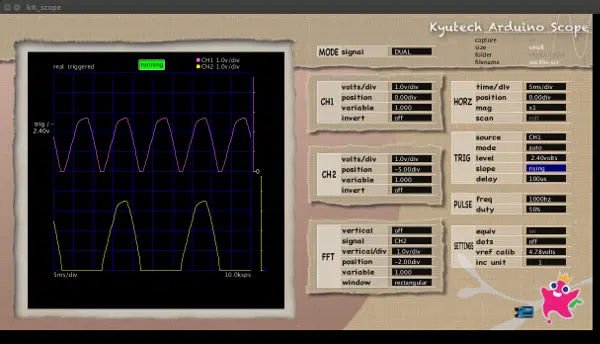 kit_scope
Kyutech Arduino Scope
real triggered
running
CH1 1.0v/div
CH2 1.0v/div
trig /
2.40v
0
5ms/div
10.0ksps
MODE signal DUAL
capture
size small
folder
filename
CH1
volts/div 1.0v/div
position 0.00div
variable 1.000
invert off
CH2
volts/div 1.0v/div
position -5.00div
variable 1.000
invert off
FFT
vertical off
signal CH2
vertical/div 1.0v/div
position -2.00div
variable 1.000
window rectangular
HORZ
time/div 5ms/div
position 0.00div
mag x1
scan
TRIG
source CH1
mode auto
level 2.40volts
slope rising
delay 100us
PULSE
freq 1000hz
duty 50%
SETTINGS
equiv
dots off
vref calib 4.78volts
inc unit 1